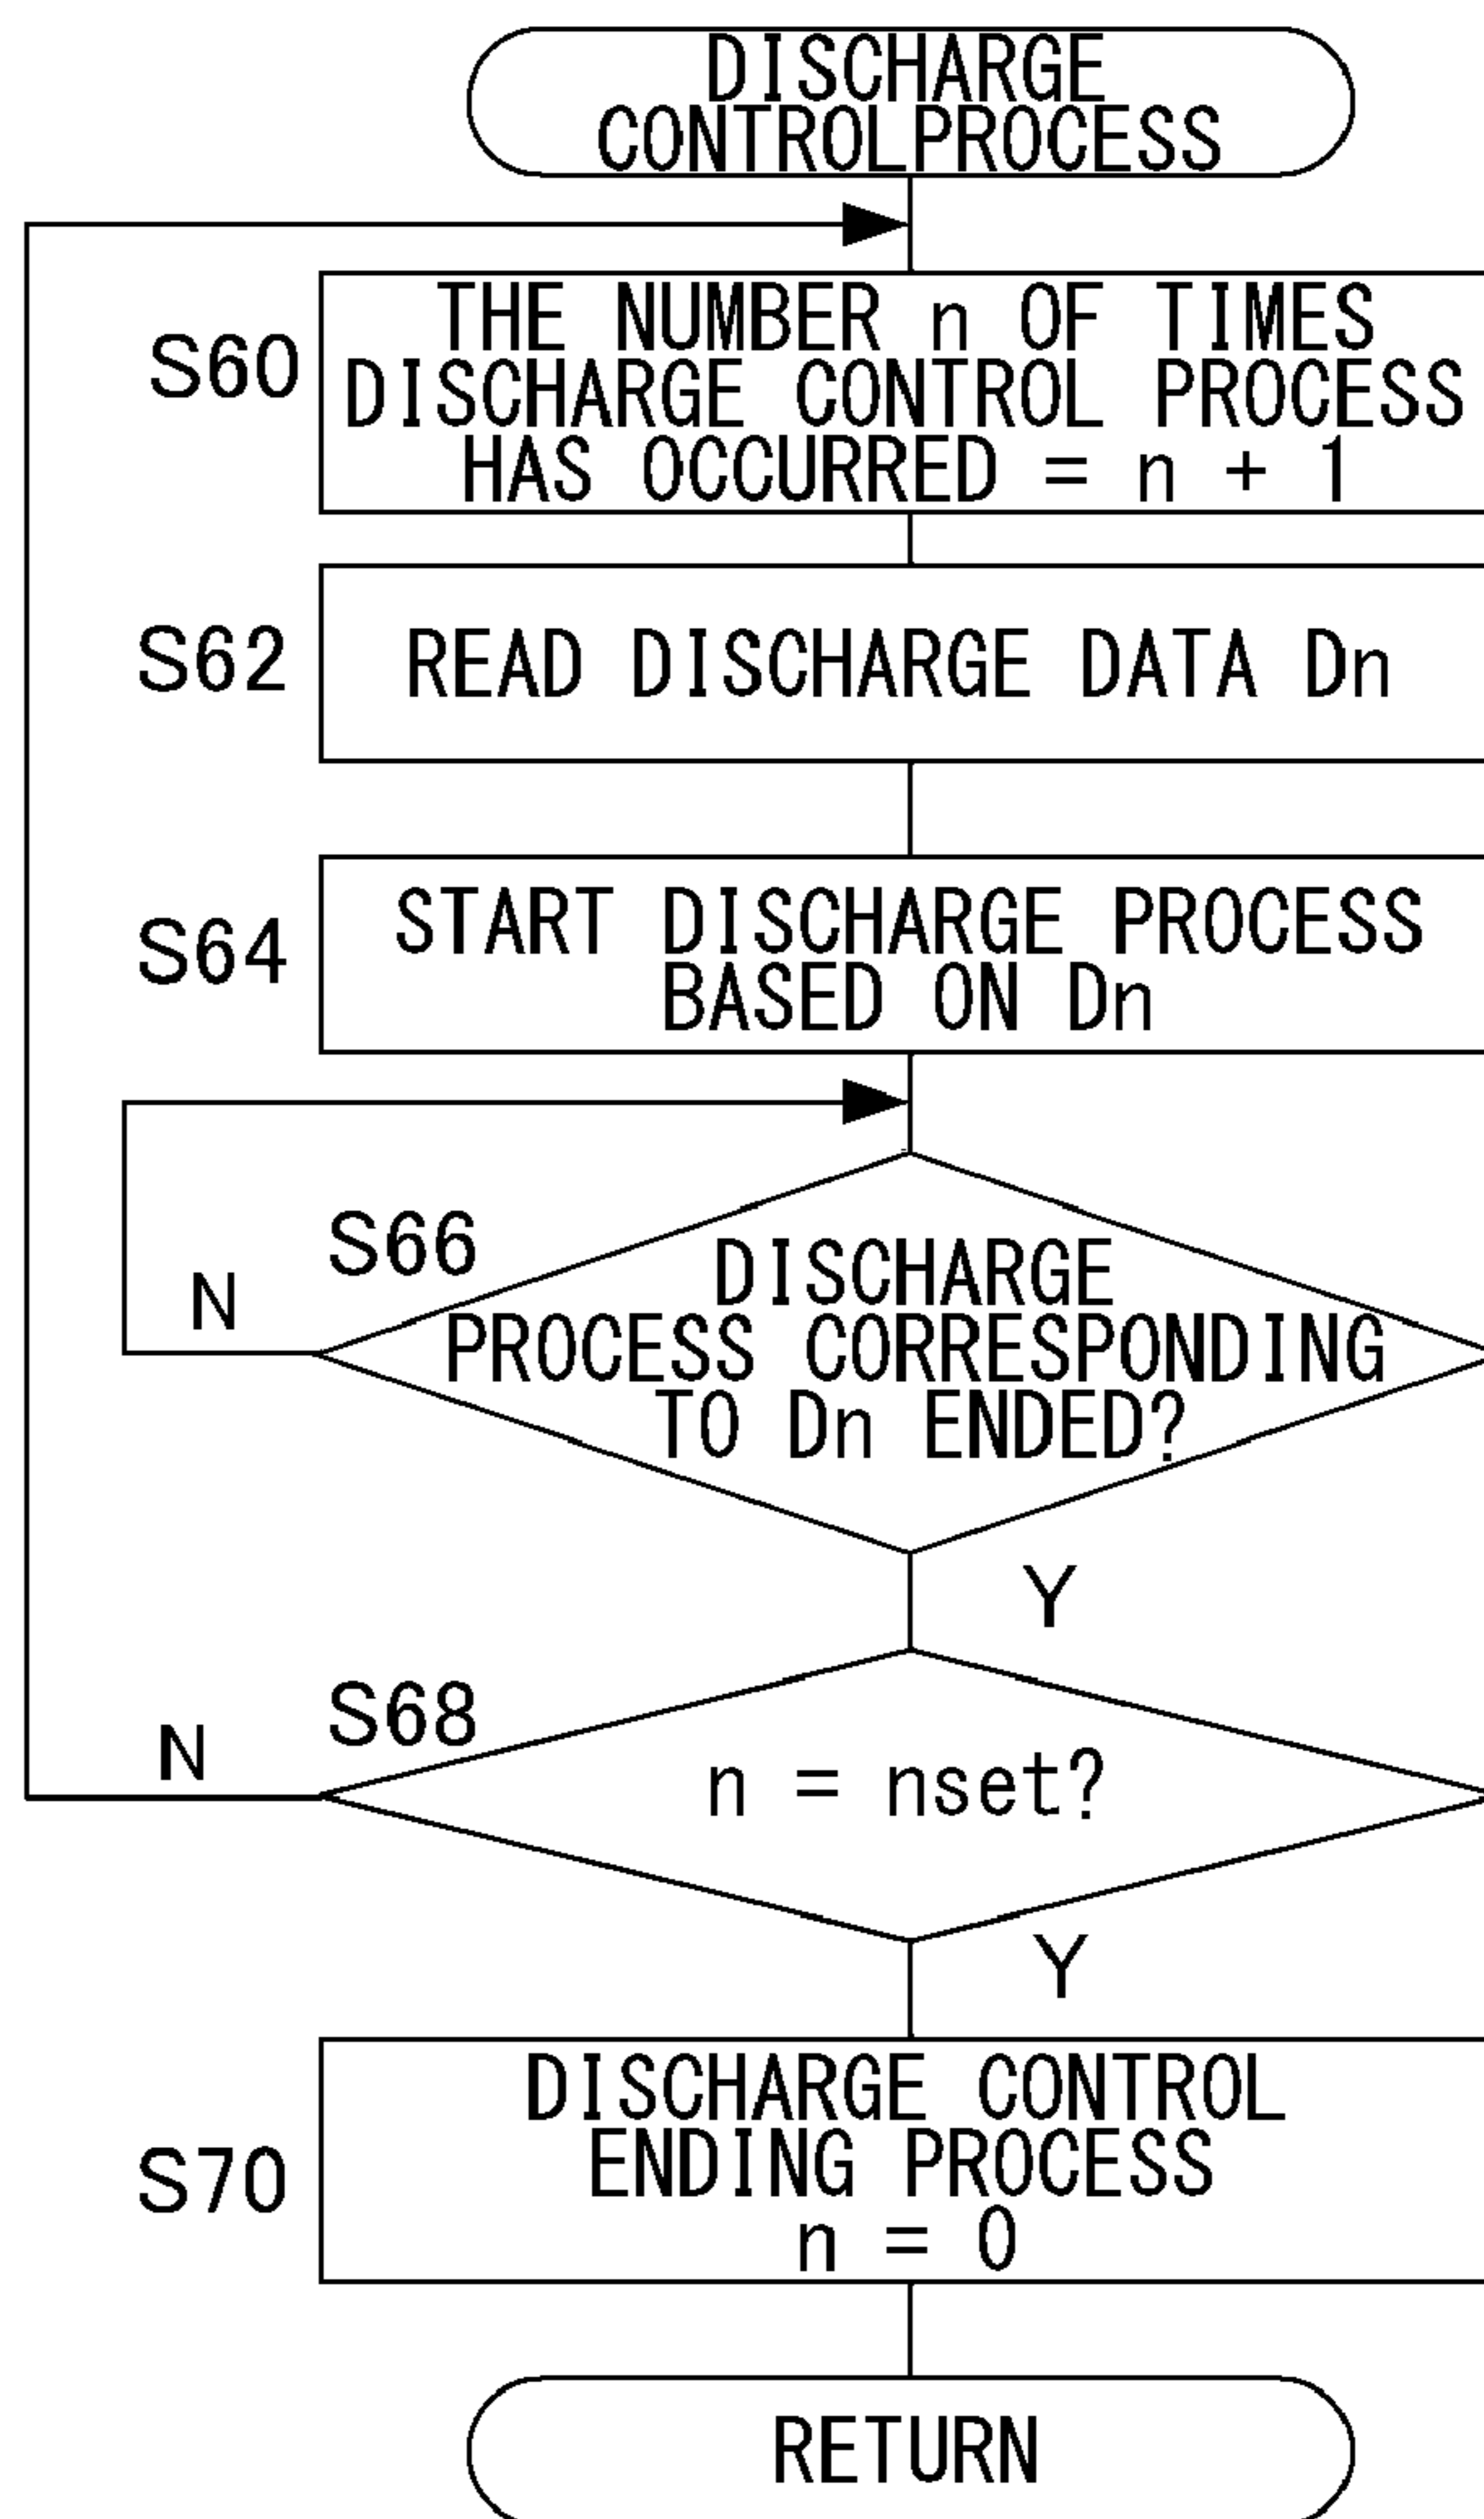 DISCHARGE
CONTROLPROCESS
S60
THE NUMBER n OF TIMES
DISCHARGE CONTROL PROCESS
HAS OCCURRED = n + 1
S62
READ DISCHARGE DATA Dn
S64
START DISCHARGE PROCESS
BASED ON Dn
S66
N
DISCHARGE
PROCESS CORRESPONDING
TO Dn ENDED?
Y
S68
N
n = nset?
Y
S70
DISCHARGE CONTROL
ENDING PROCESS
n = 0
RETURN